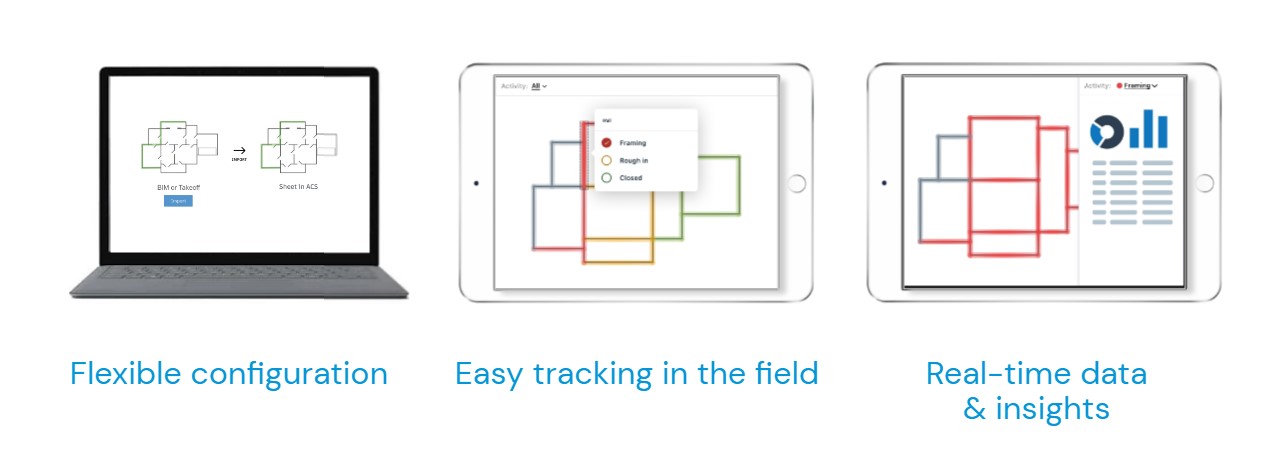 IMPORT
BIM or Takeoff
Sheet In ACS
Import
Flexible configuration
Activity: All
Framing
Rough in
Closed
Easy tracking in the field
Activity: Framing
Real-time data
& insights